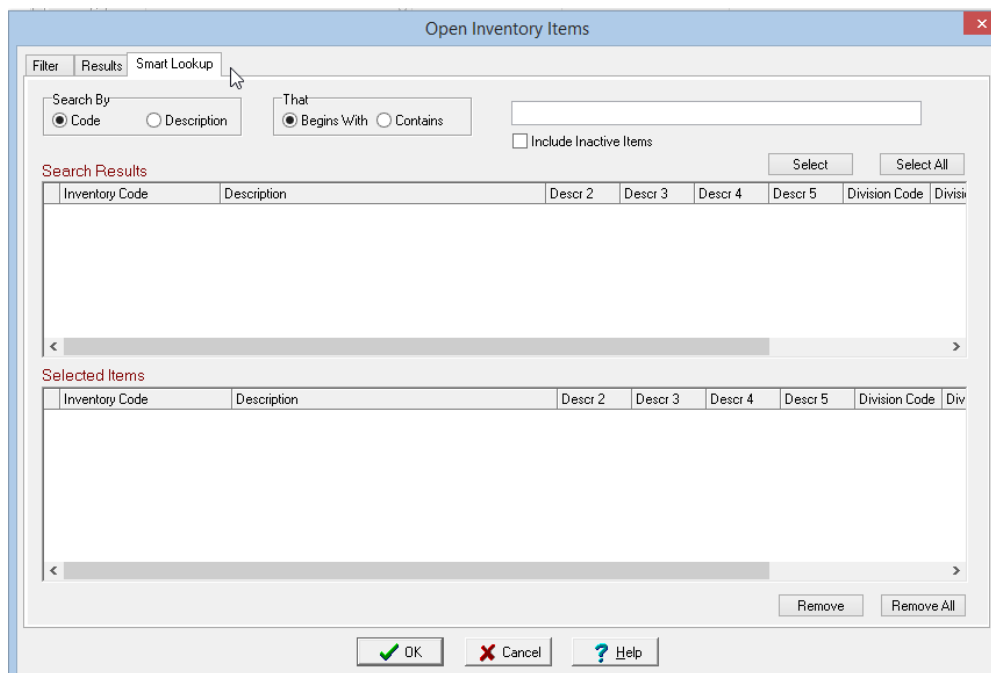 Open Inventory Items
Filter Results Smart Lookup
Search By That
Code Description Begins With Contains
Include Inactive Items
Select Select All
Search Results
Inventory Code Description Descr 2 Descr 3 Descr 4 Descr 5 Division Code Divisi
Selected Items
Inventory Code Description Descr 2 Descr 3 Descr 4 Descr 5 Division Code Div
Remove Remove All
OK Cancel Help